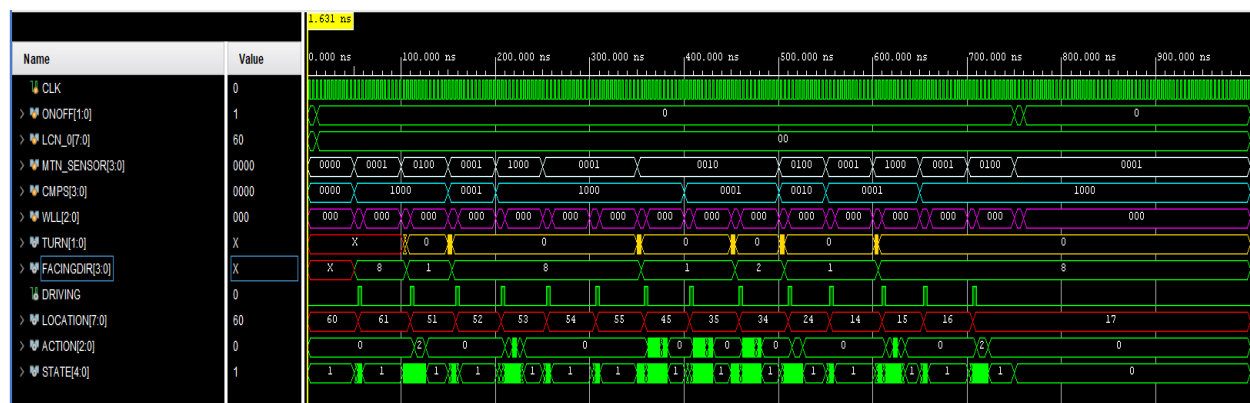 1.631 ns
Name Value 0.000 ns 100.000 ns 200.000 ns 300.000 ns 400.000 ns 500.000 ns 600.000 ns 700.000 ns 800.000 ns 900.000 ns
CLK 0
ONOFF[1:0] 1 0 0
LCN_0[7:0] 60 00
MTN_SENSOR[3:0] 0000 0000 0001 0100 0001 1000 0001 0010 0100 0001 1000 0001 0100 0001
CMPS[3:0] 0000 0000 1000 0001 1000 0001 0010 0001 1000
WLL[2:0] 000 000 000 000 000 000 000 000 000 000 000 000 000 000 000 000 000
TURN[1:0] X X 0 0 0 0 0 0
FACINGDIR[3:0] X X 8 1 8 1 2 1 8
DRIVING 0
LOCATION[7:0] 60 60 61 51 52 53 54 55 45 35 34 24 14 15 16 17
ACTION[2:0] 0 0 2 0 0 0 0 0 0 0 2 0
STATE[4:0] 1 1 1 1 1 1 1 1 1 1 1 1 1 1 1 1 0